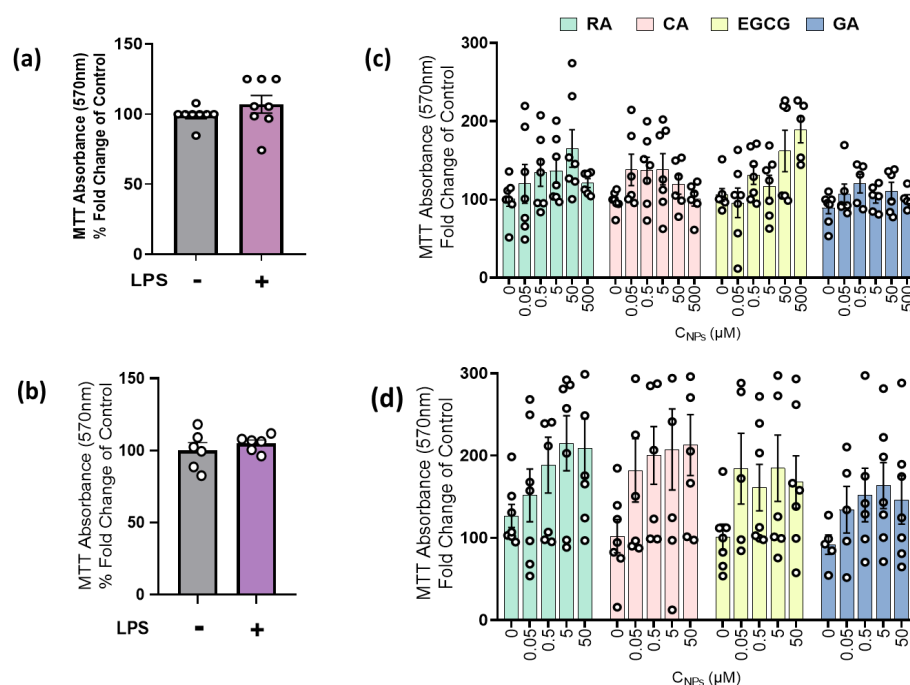 RA CA EGCG GA
(a)
MTT Absorbance (570nm)
% Fold Change of Control
150
100
50
0
LPS - +
(c)
MTT Absorbance (570nm)
Fold Change of Control
300
200
100
0
0 0.05 0.5 5 50 500 0 0.05 0.5 5 50 500 0 0.05 0.5 5 50 500 0 0.05 0.5 5 50 500
CNPs (µM)
(b)
MTT Absorbance (570nm)
% Fold Change of Control
150
100
50
0
LPS - +
(d)
MTT Absorbance (570nm)
Fold Change of Control
300
200
100
0
0 0.05 0.5 5 50 0 0.05 0.5 5 50 0 0.05 0.5 5 50 0 0.05 0.5 5 50
CNPs (µM)